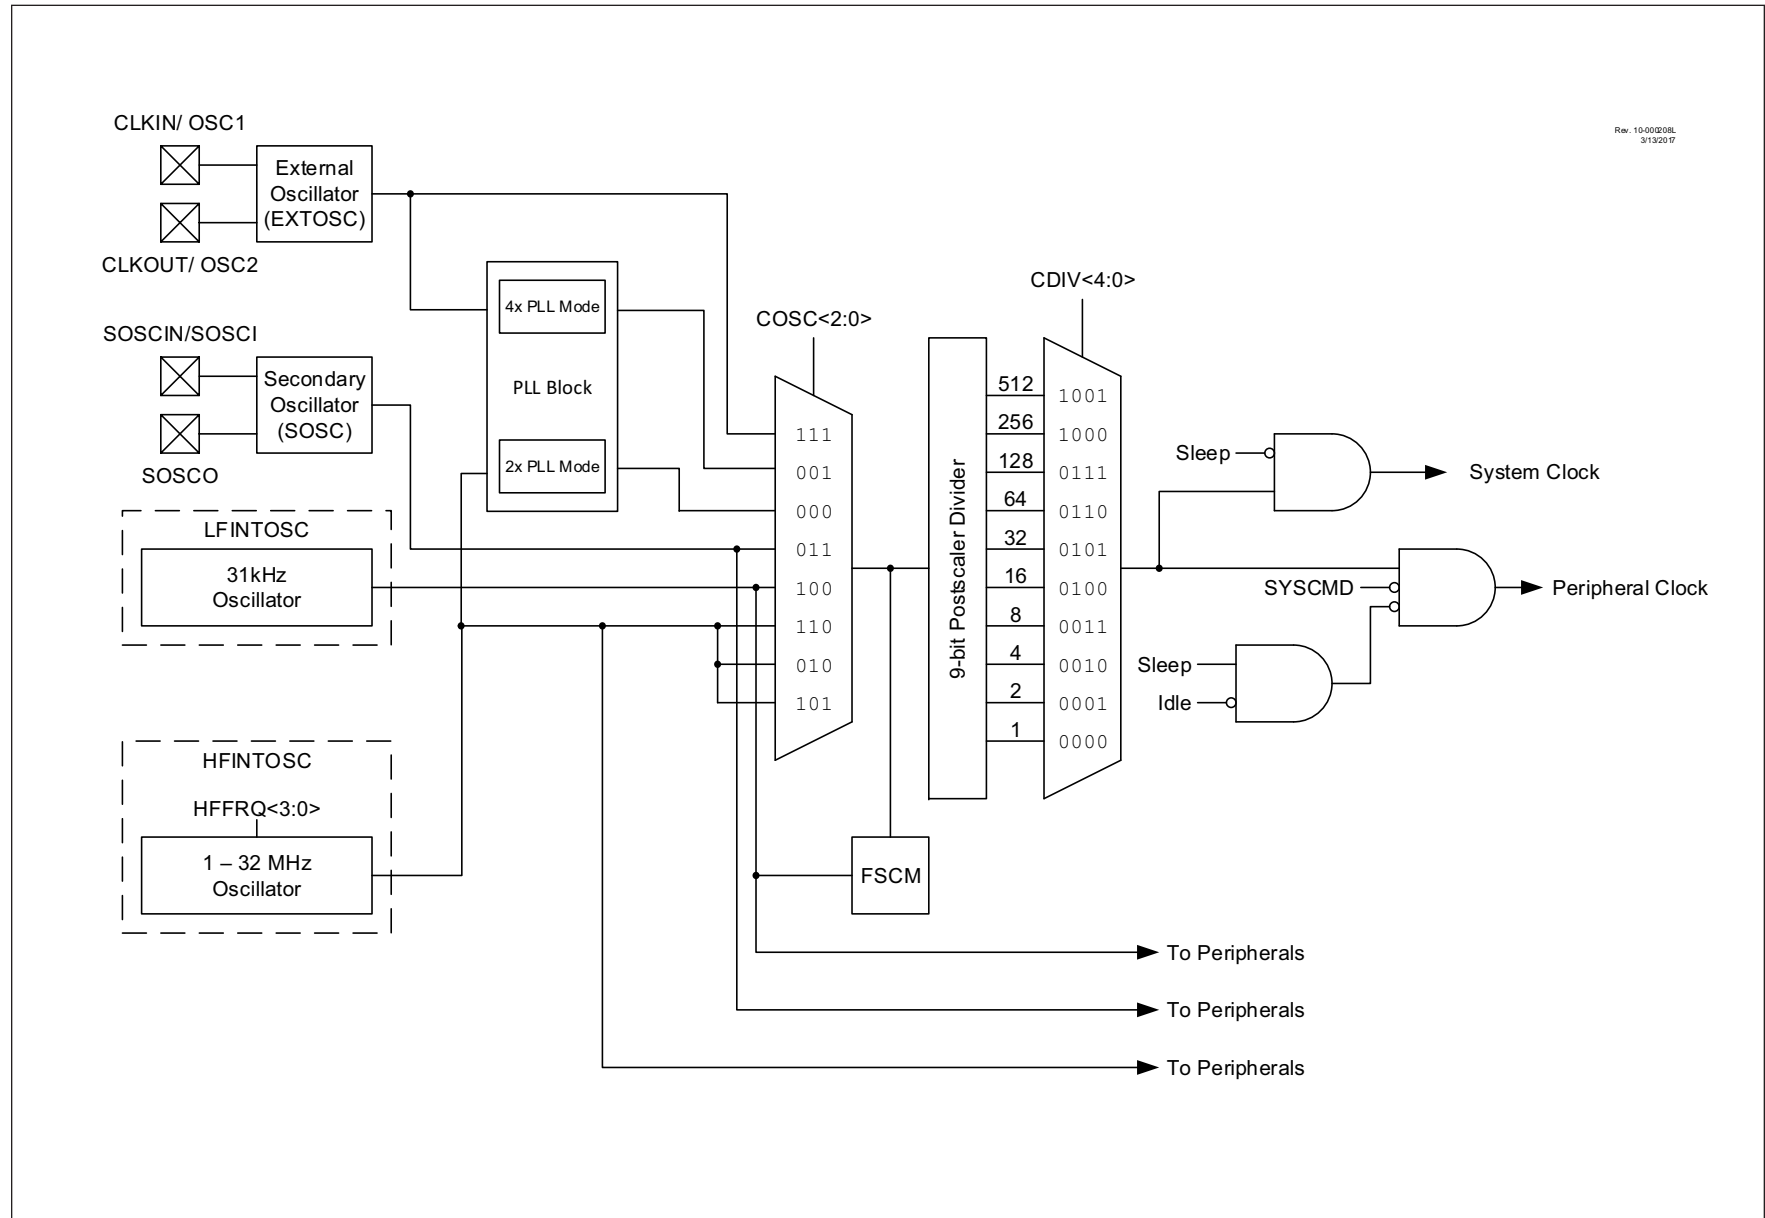 Rev. 10-000208L
3/13/2017
CLKIN/ OSC1
External
Oscillator
(EXTOSC)
CLKOUT/ OSC2
SOSCIN/SOSCI
Secondary
Oscillator
(SOSC)
SOSCO
LFINTOSC
31kHz
Oscillator
HFINTOSC
HFFRQ<3:0>
1 – 32 MHz
Oscillator
4x PLL Mode
PLL Block
2x PLL Mode
COSC<2:0>
111
001
000
011
100
110
010
101
FSCM
9-bit Postscaler Divider
CDIV<4:0>
512 1001
256 1000
128 0111
64 0110
32 0101
16 0100
8 0011
4 0010
2 0001
1 0000
Sleep
System Clock
SYSCMD
Peripheral Clock
Sleep
Idle
To Peripherals
To Peripherals
To Peripherals